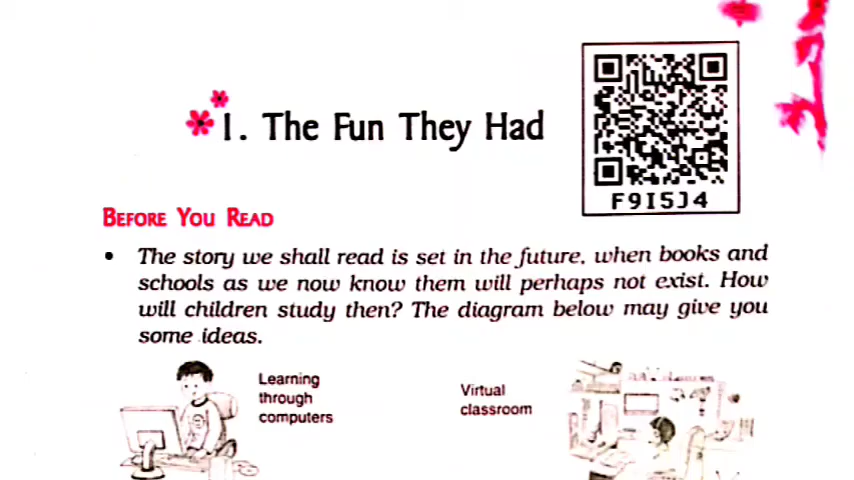 1. The Fun They Had
F9I5J4
BEFORE YOU READ
• The story we shall read is set in the future, when books and
schools as we now know them will perhaps not exist. How
will children study then? The diagram below may give you
some ideas.
Learning
through
computers
Virtual
classroom